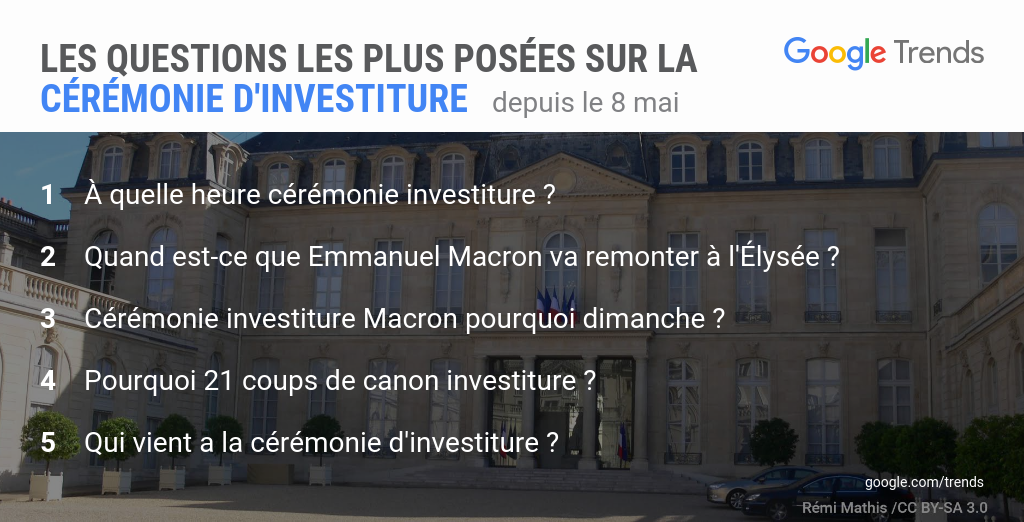 LES QUESTIONS LES PLUS POSÉES SUR LA
Google Trends
CÉRÉMONIE D'INVESTITURE depuis le 8 mai
1 À quelle heure cérémonie investiture ?
2 Quand est-ce que Emmanuel Macron va remonter à l'Élysée ?
3 Cérémonie investiture Macron pourquoi dimanche ?
4 Pourquoi 21 coups de canon investiture ?
5 Qui vient a la cérémonie d'investiture ?
google.com/trends
Rémi Mathis /CC BY-SA 3.0